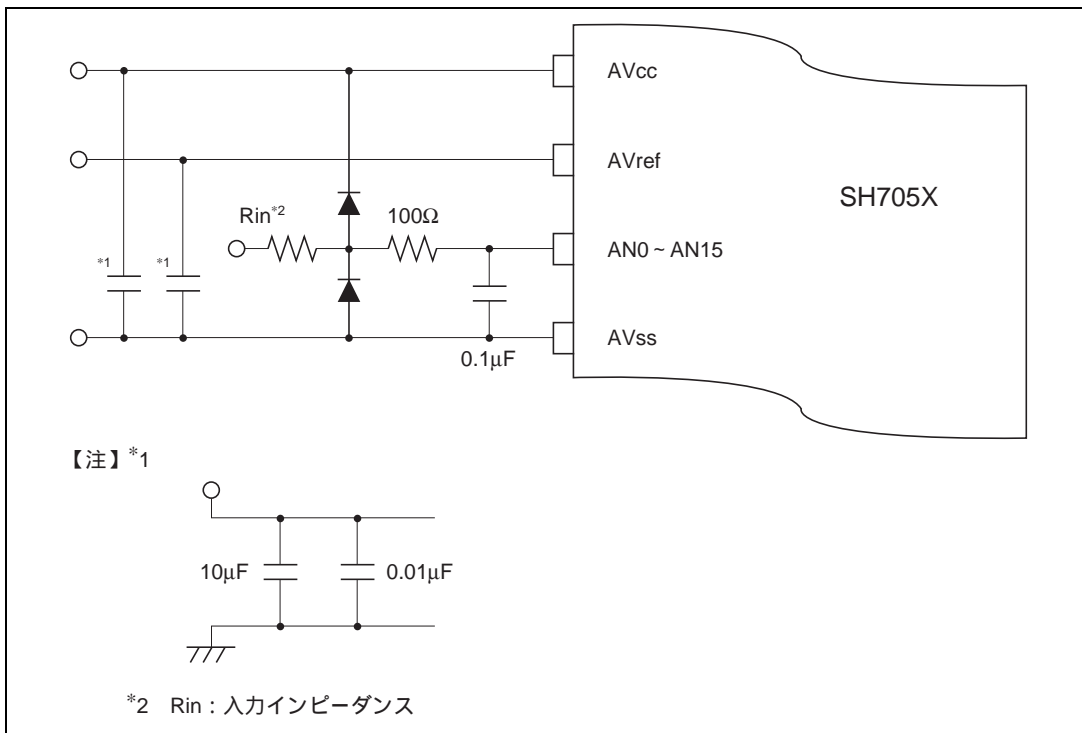 AVcc
AVref
SH705X
Rin*2
100Ω
AN0 ~ AN15
*1
*1
AVss
0.1μF
【注】*1
10μF
0.01μF
*2 Rin：入力インピーダンス